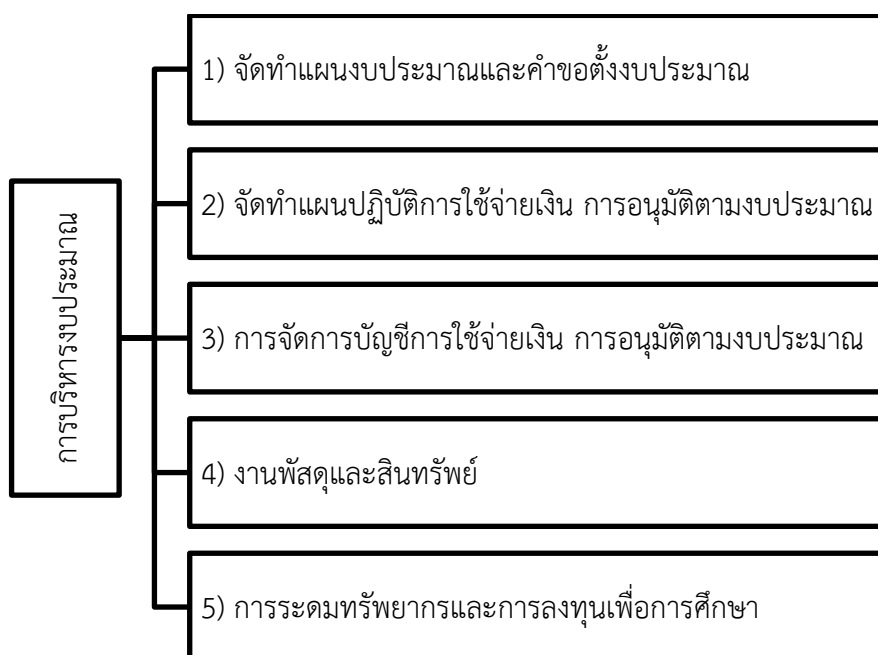 การบริหารงบประมาณ
1) จัดทำแผนงบประมาณและคำขอตั้งงบประมาณ
2) จัดทำแผนปฏิบัติการใช้จ่ายเงิน การอนุมัติตามงบประมาณ
3) การจัดการบัญชีการใช้จ่ายเงิน การอนุมัติตามงบประมาณ
4) งานพัสดุและสินทรัพย์
5) การระดมทรัพยากรและการลงทุนเพื่อการศึกษา